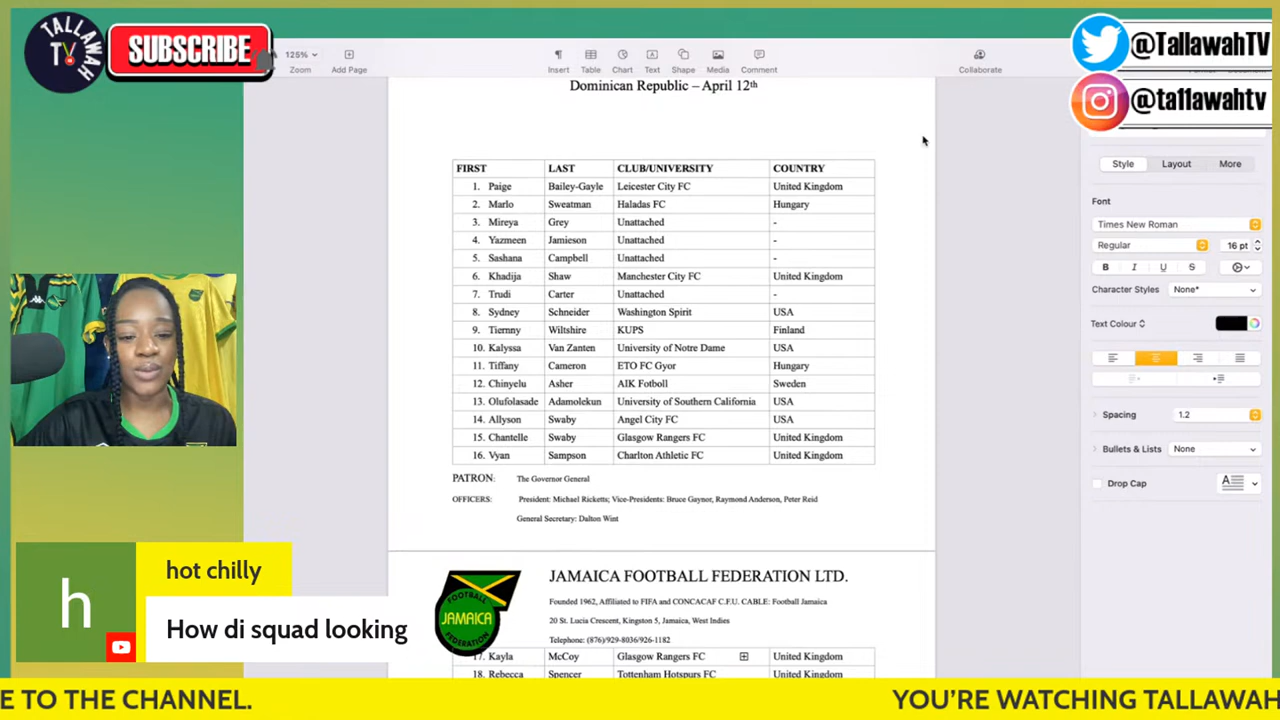 TALLAWAH
TV
SUBSCRIBE
@TallawahTV
@ta11awahtv
125%
Zoom
Add Page
Insert
Table
Chart
Text
Shape
Media
Comment
Collaborate
Dominican Republic – April 12th
FIRST LAST CLUB/UNIVERSITY COUNTRY
1. Paige Bailey-Gayle Leicester City FC United Kingdom
2. Marlo Sweatman Haladas FC Hungary
3. Mireya Grey Unattached -
4. Yazmeen Jamieson Unattached -
5. Sashana Campbell Unattached -
6. Khadija Shaw Manchester City FC United Kingdom
7. Trudi Carter Unattached -
8. Sydney Schneider Washington Spirit USA
9. Tiernny Wiltshire KUPS Finland
10. Kalyssa Van Zanten University of Notre Dame USA
11. Tiffany Cameron ETO FC Gyor Hungary
12. Chinyelu Asher AIK Fotboll Sweden
13. Olufolasade Adamolekun University of Southern California USA
14. Allyson Swaby Angel City FC USA
15. Chantelle Swaby Glasgow Rangers FC United Kingdom
16. Vyan Sampson Charlton Athletic FC United Kingdom
PATRON: The Governor General
OFFICERS: President: Michael Ricketts; Vice-Presidents: Bruce Gaynor, Raymond Anderson, Peter Reid
General Secretary: Dalton Wint
FOOTBALL
JAMAICA
FEDERATION
JAMAICA FOOTBALL FEDERATION LTD.
Founded 1962, Affiliated to FIFA and CONCACAF C.F.U. CABLE: Football Jamaica
20 St. Lucia Crescent, Kingston 5, Jamaica, West Indies
Telephone: (876)/929-8036/926-1182
17. Kayla McCoy Glasgow Rangers FC United Kingdom
18. Rebecca Spencer Tottenham Hotspurs FC United Kingdom
Style
Layout
More
Font
Times New Roman
Regular
16 pt
B I U S
Character Styles
None*
Text Colour
Spacing
1.2
Bullets & Lists
None
Drop Cap
A
h
hot chilly
How di squad looking
E TO THE CHANNEL.
YOU'RE WATCHING TALLAWAH